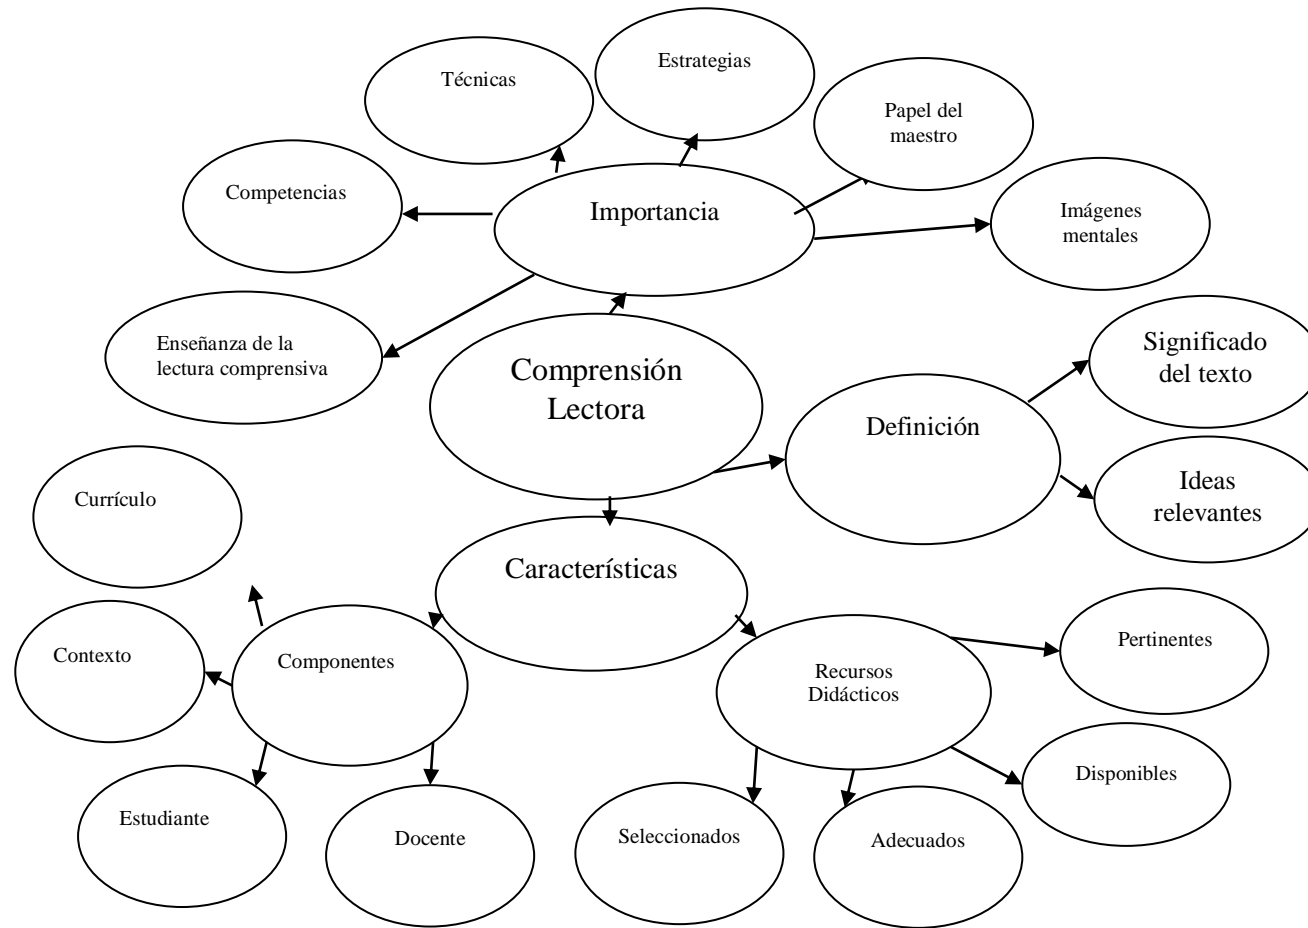 Técnicas
Estrategias
Papel del
maestro
Competencias
Importancia
Imágenes
mentales
Enseñanza de la
lectura comprensiva
Comprensión
Lectora
Significado
del texto
Definición
Ideas
relevantes
Currículo
Características
Contexto
Componentes
Recursos
Didácticos
Pertinentes
Disponibles
Estudiante
Docente
Seleccionados
Adecuados